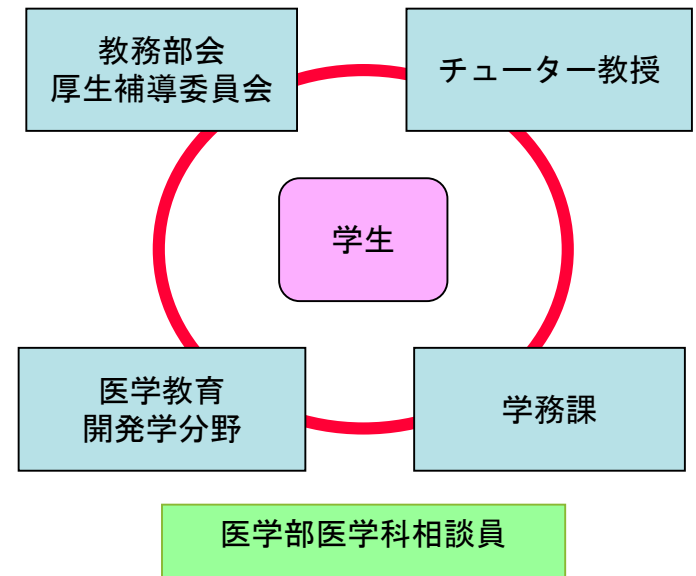 教務部会
厚生補導委員会
チューター教授
学生
医学教育
開発学分野
学務課
医学部医学科相談員